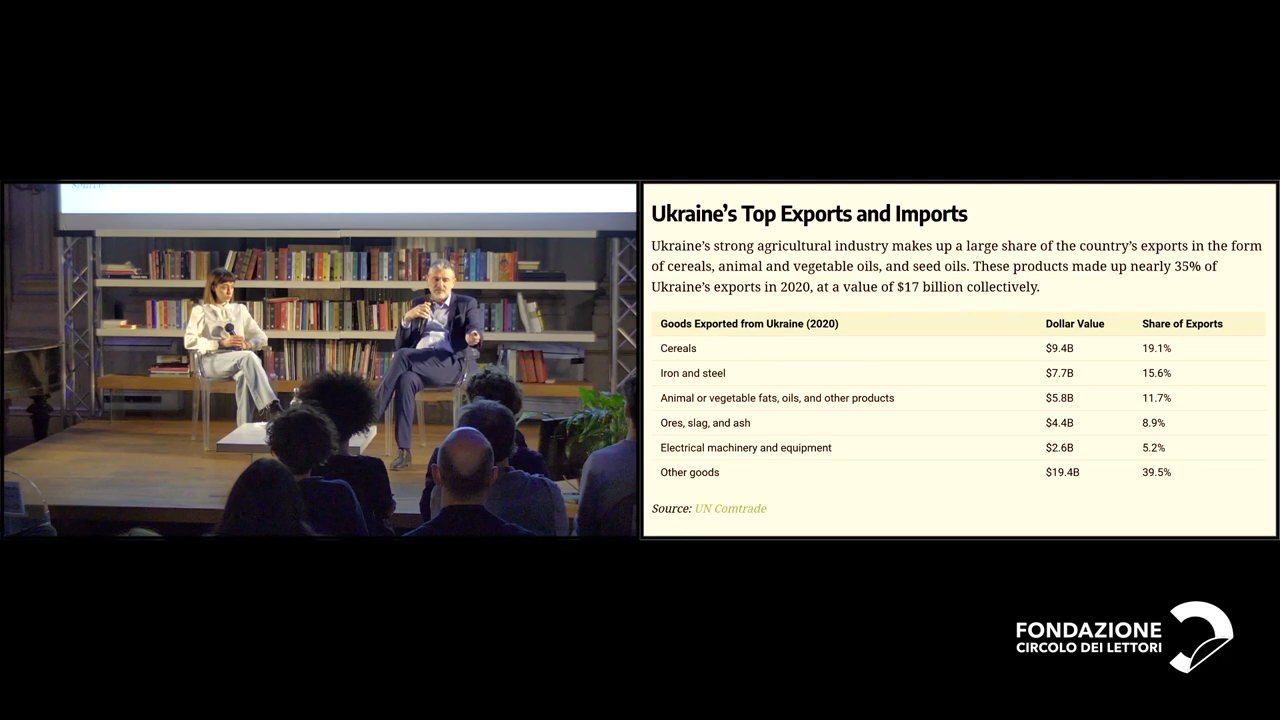 Source:
Ukraine’s Top Exports and Imports
Ukraine’s strong agricultural industry makes up a large share of the country’s exports in the form
of cereals, animal and vegetable oils, and seed oils. These products made up nearly 35% of
Ukraine’s exports in 2020, at a value of $17 billion collectively.
Goods Exported from Ukraine (2020) Dollar Value Share of Exports
Cereals $9.4B 19.1%
Iron and steel $7.7B 15.6%
Animal or vegetable fats, oils, and other products $5.8B 11.7%
Ores, slag, and ash $4.4B 8.9%
Electrical machinery and equipment $2.6B 5.2%
Other goods $19.4B 39.5%
Source: UN Comtrade
FONDAZIONE
CIRCOLO DEI LETTORI